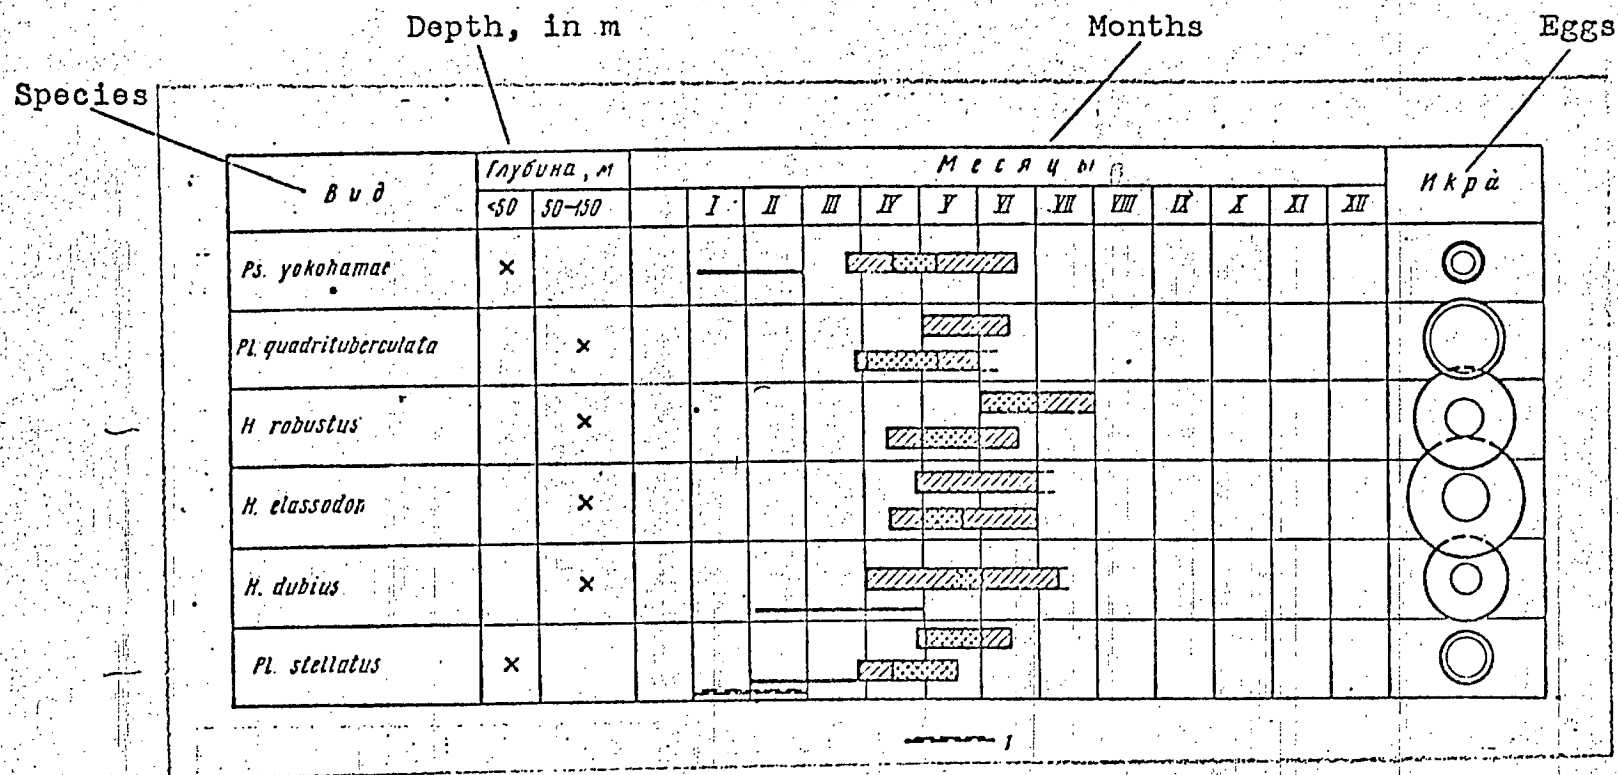 Depth, in m Months Eggs
Species
Вид Глубина, м Месяцы Икра
<50 50-150 I II III IV V VI VII VIII IX X XI XII
Ps. yokohamae ×
Pl. quadrituberculata ×
H robustus ×
H. elassodon ×
H. dubius ×
Pl. stellatus ×
1